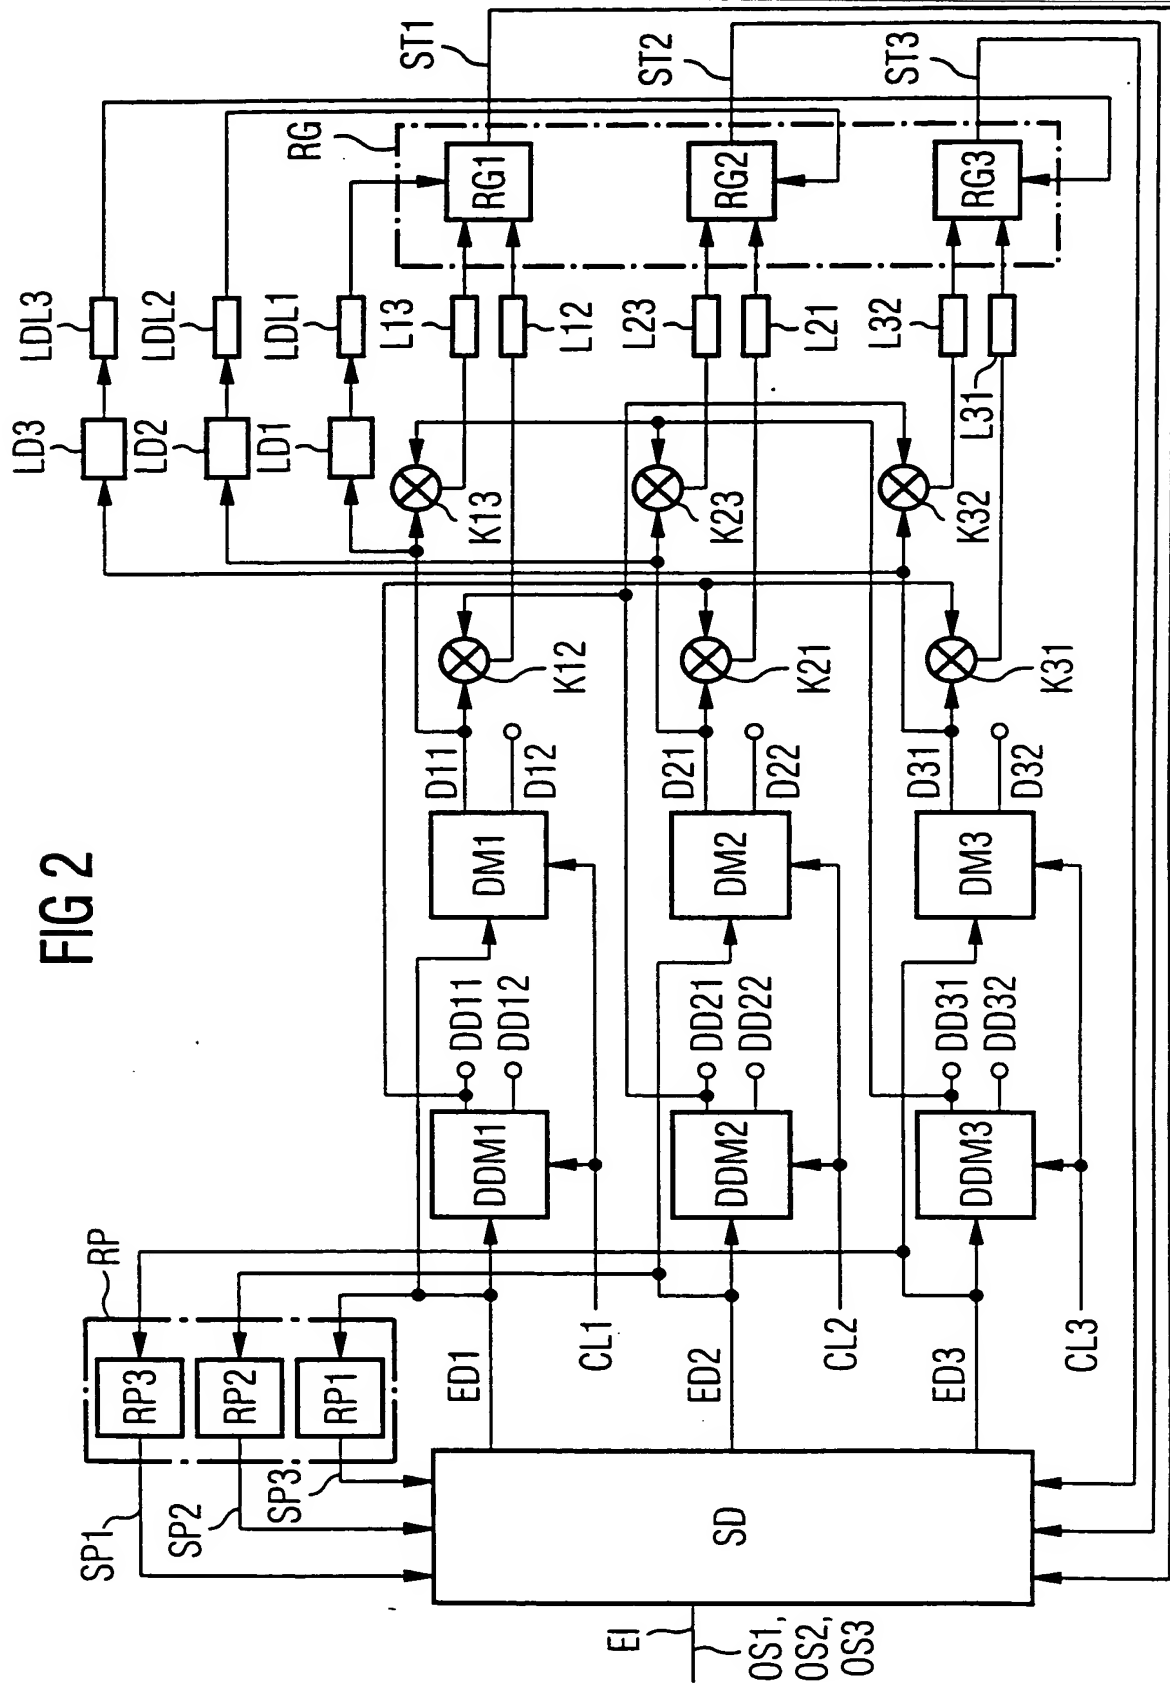 FIG 2
LD3
LDL3
LD2
LDL2
LD1
LDL1
RG
ST1
ST2
ST3
RG1
RG2
RG3
L13
L12
L23
L21
L32
L31
K13
K23
K32
K12
K21
K31
D11
D12
D21
D22
D31
D32
DM1
DM2
DM3
DD11
DD12
DD21
DD22
DD31
DD32
DDM1
DDM2
DDM3
RP
RP3
RP2
RP1
SP1
SP2
SP3
ED1
ED2
ED3
CL1
CL2
CL3
SD
EI
OS1,
OS2,
OS3